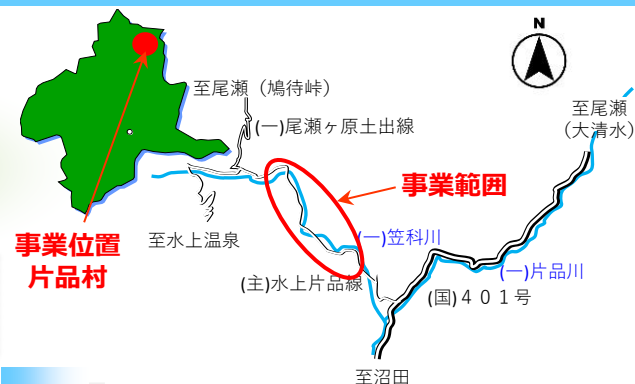 N
至尾瀬（鳩待峠）
(一)尾瀬ヶ原土出線
至尾瀬
（大清水）
事業範囲
事業位置
片品村
至水上温泉
(一)笠科川
(主)水上片品線
(一)片品川
(国)４０１号
至沼田